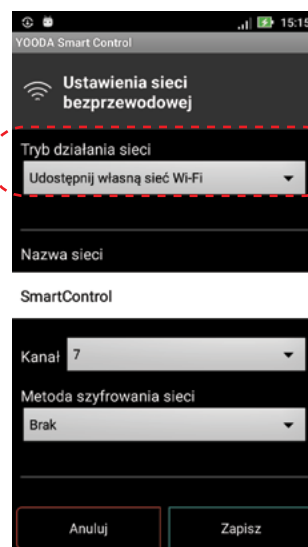 15:15
YOODA Smart Control
Ustawienia sieci
bezprzewodowej
Tryb działania sieci
Udostępnij własną sieć Wi-Fi
Nazwa sieci
SmartControl
Kanał 7
Metoda szyfrowania sieci
Brak
Anuluj Zapisz